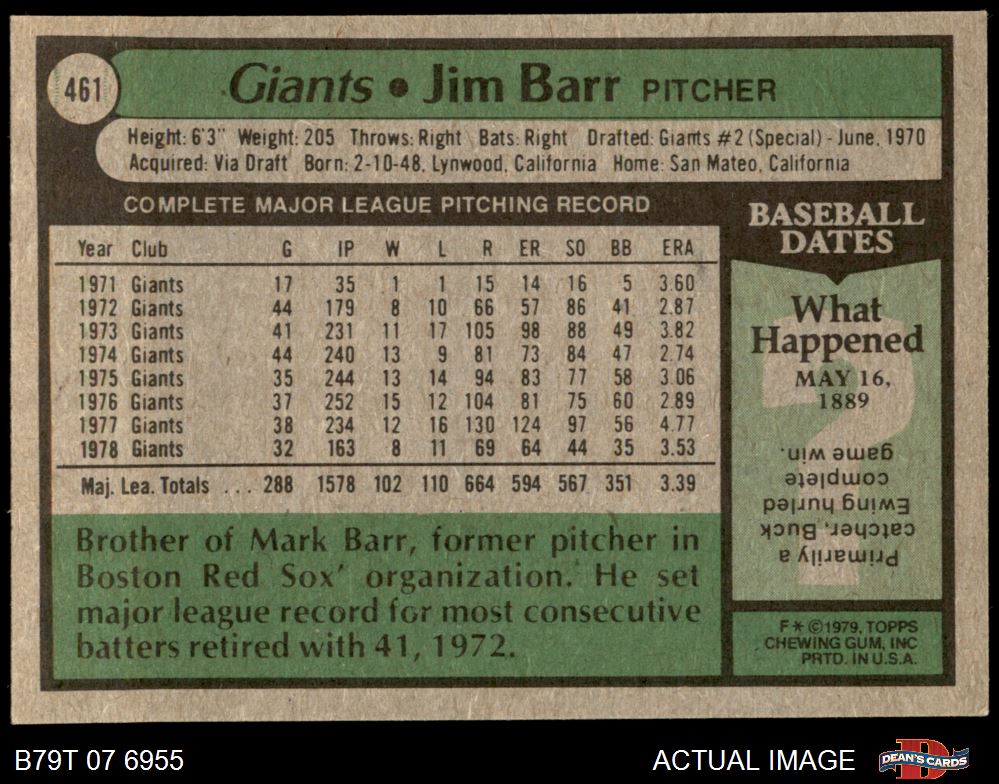 461
Giants • Jim Barr PITCHER
Height: 6'3" Weight: 205 Throws: Right Bats: Right Drafted: Giants #2 (Special) - June, 1970
Acquired: Via Draft Born: 2-10-48, Lynwood, California Home: San Mateo, California
COMPLETE MAJOR LEAGUE PITCHING RECORD
Year Club G IP W L R ER SO BB ERA
1971 Giants 17 35 1 1 15 14 16 5 3.60
1972 Giants 44 179 8 10 66 57 86 41 2.87
1973 Giants 41 231 11 17 105 98 88 49 3.82
1974 Giants 44 240 13 9 81 73 84 47 2.74
1975 Giants 35 244 13 14 94 83 77 58 3.06
1976 Giants 37 252 15 12 104 81 75 60 2.89
1977 Giants 38 234 12 16 130 124 97 56 4.77
1978 Giants 32 163 8 11 69 64 44 35 3.53
Maj. Lea. Totals ... 288 1578 102 110 664 594 567 351 3.39
Brother of Mark Barr, former pitcher in
Boston Red Sox' organization. He set
major league record for most consecutive
batters retired with 41, 1972.
BASEBALL
DATES
What
Happened
MAY 16,
1889
Primarily a
catcher, Buck
Ewing hurled
complete
game win.
F*©1979, TOPPS
CHEWING GUM, INC
PRTD. IN U.S.A.
B79T 07 6955
ACTUAL IMAGE
DEAN'S CARDS